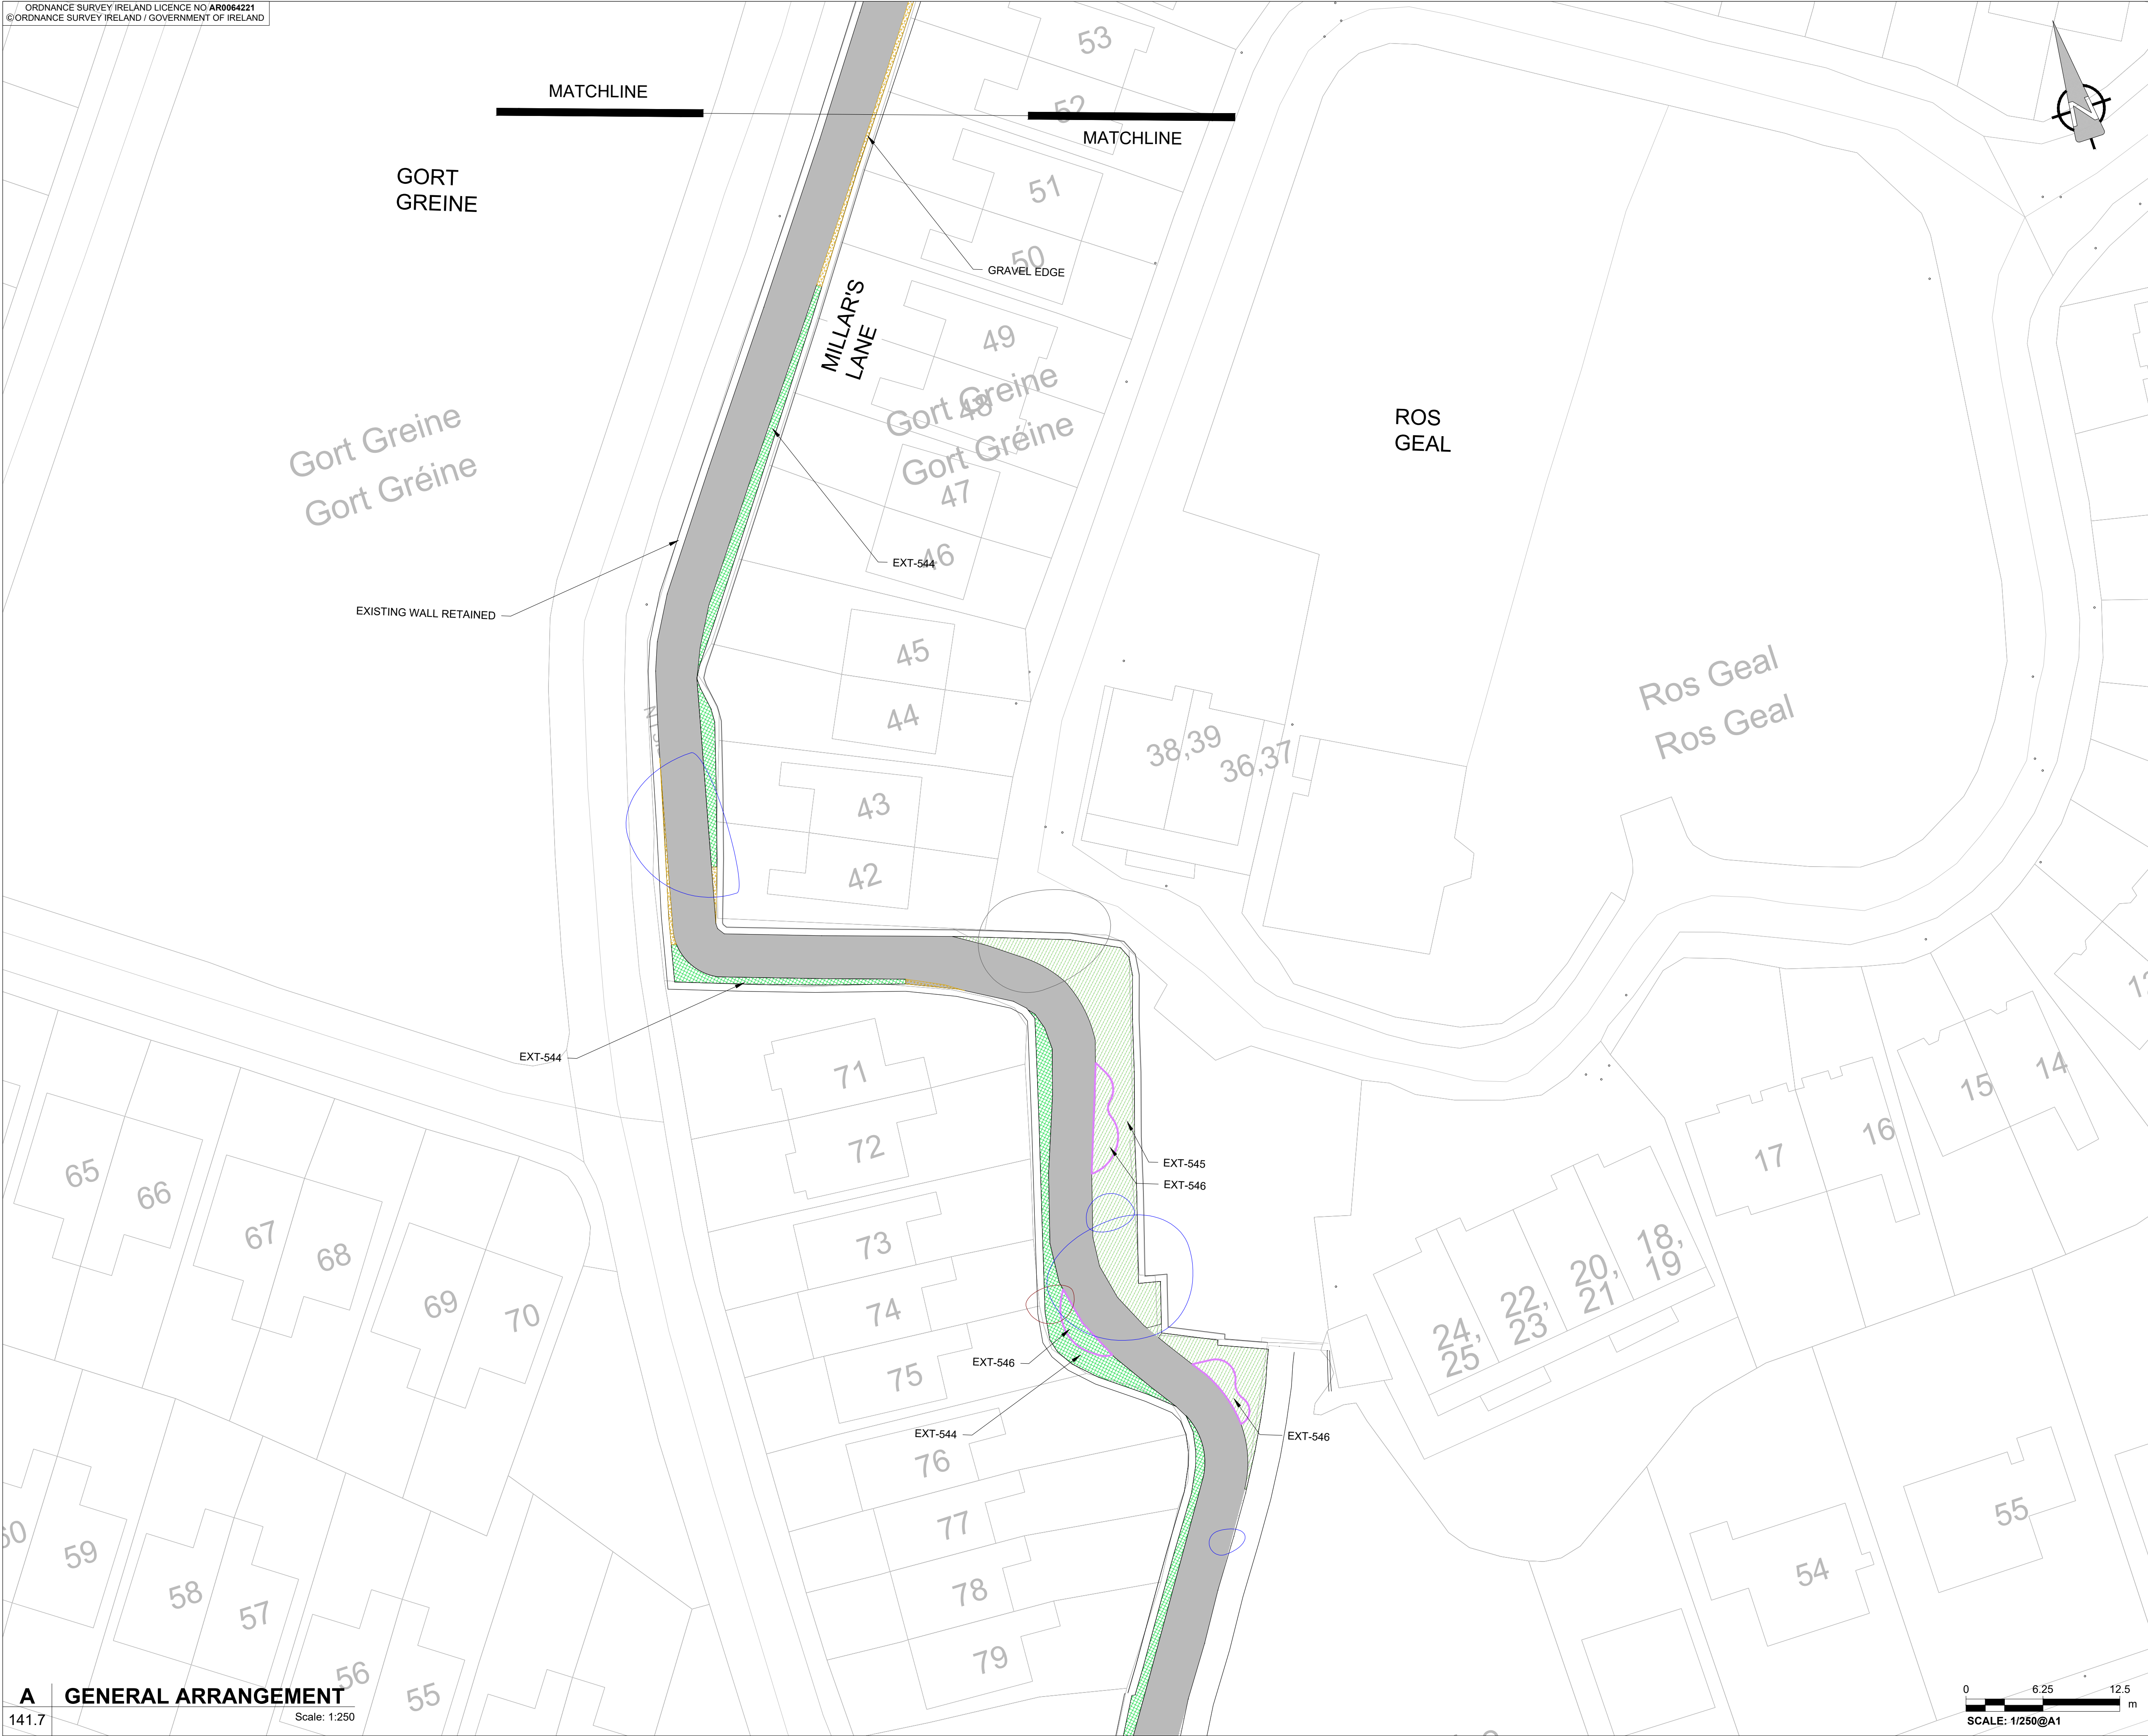 ORDNANCE SURVEY IRELAND LICENCE NO AR0064221
©ORDNANCE SURVEY IRELAND / GOVERNMENT OF IRELAND
53
MATCHLINE
52
MATCHLINE
N
GORT
GREINE
51
50
GRAVEL EDGE
MILLAR'S
LANE
49
48
Gort Greine
Gort Gréine
47
46
ROS
GEAL
Gort Greine
Gort Gréine
EXT-544
EXISTING WALL RETAINED
45
44
Ros Geal
Ros Geal
38,39
36,37
43
42
EXT-544
71
72
73
74
75
76
77
78
79
EXT-545
EXT-546
EXT-546
EXT-544
EXT-546
65
66
67
68
69
70
14
15
16
17
18,
19
20,
21
22,
23
24,
25
59
58
57
56
55
55
54
A GENERAL ARRANGEMENT
141.7
Scale: 1:250
0 6.25 12.5
m
SCALE: 1/250@A1